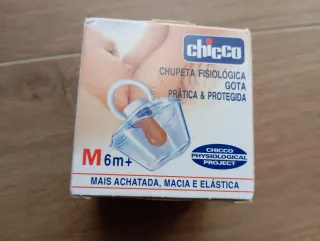 chicco
CHUPETA FISIOLÓGICA
GOTA
PRÁTICA & PROTEGIDA
M 6m+
CHICCO
PHYSIOLOGICAL
PROJECT
MAIS ACHATADA, MACIA E ELÁSTICA